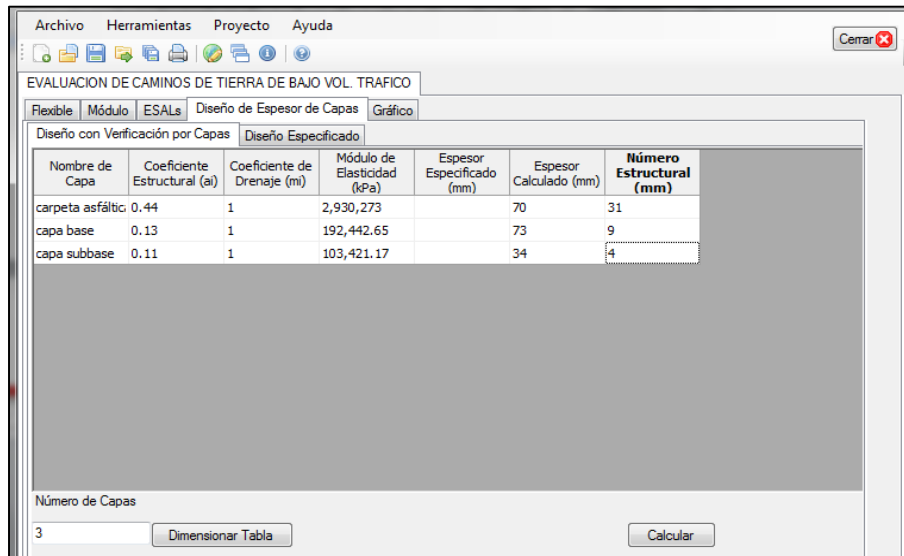 Archivo Herramientas Proyecto Ayuda
Cerrar
EVALUACION DE CAMINOS DE TIERRA DE BAJO VOL. TRAFICO
Flexible Módulo ESALs Diseño de Espesor de Capas Gráfico
Diseño con Verificación por Capas Diseño Especificado
Nombre de Capa Coeficiente Estructural (ai) Coeficiente de Drenaje (mi) Módulo de Elasticidad (kPa) Espesor Especificado (mm) Espesor Calculado (mm) Número Estructural (mm)
carpeta asfáltic 0.44 1 2,930,273 70 31
capa base 0.13 1 192,442.65 73 9
capa subbase 0.11 1 103,421.17 34 4
Número de Capas
3 Dimensionar Tabla Calcular